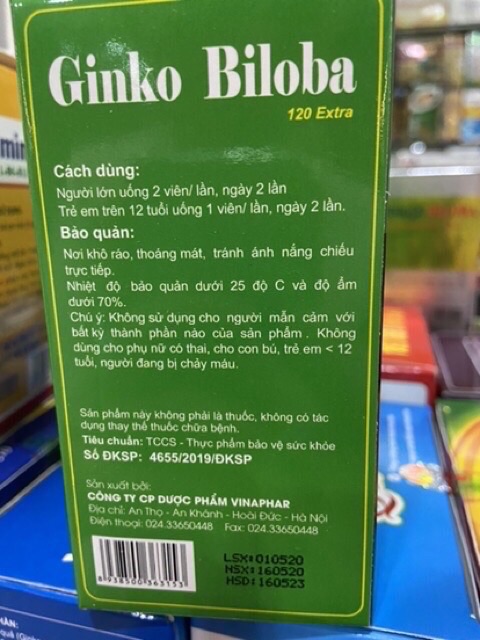 Ginko Biloba
120 Extra
Cách dùng:
Người lớn uống 2 viên/ lần, ngày 2 lần
Trẻ em trên 12 tuổi uống 1 viên/ lần, ngày 2 lần.
Bảo quản:
Nơi khô ráo, thoáng mát, tránh ánh nắng chiếu
trực tiếp.
Nhiệt độ bảo quản dưới 25 độ C và độ ẩm
dưới 70%.
Chú ý: Không sử dụng cho người mẫn cảm với
bất kỳ thành phần nào của sản phẩm . Không
dùng cho phụ nữ có thai, cho con bú, trẻ em < 12
tuổi, người đang bị chảy máu.
Sản phẩm này không phải là thuốc, không có tác
dụng thay thế thuốc chữa bệnh.
Tiêu chuẩn: TCCS - Thực phẩm bảo vệ sức khỏe
Số ĐKSP: 4655/2019/ĐKSP
Sản xuất bởi:
CÔNG TY CP DƯỢC PHẨM VINAPHAR
Địa chỉ: An Thọ - An Khánh - Hoài Đức - Hà Nội
Điện thoại: 024.33650448 Fax: 024.33650448
LSX:010520
NSX:160520
HSD:160523
8 938500 363153